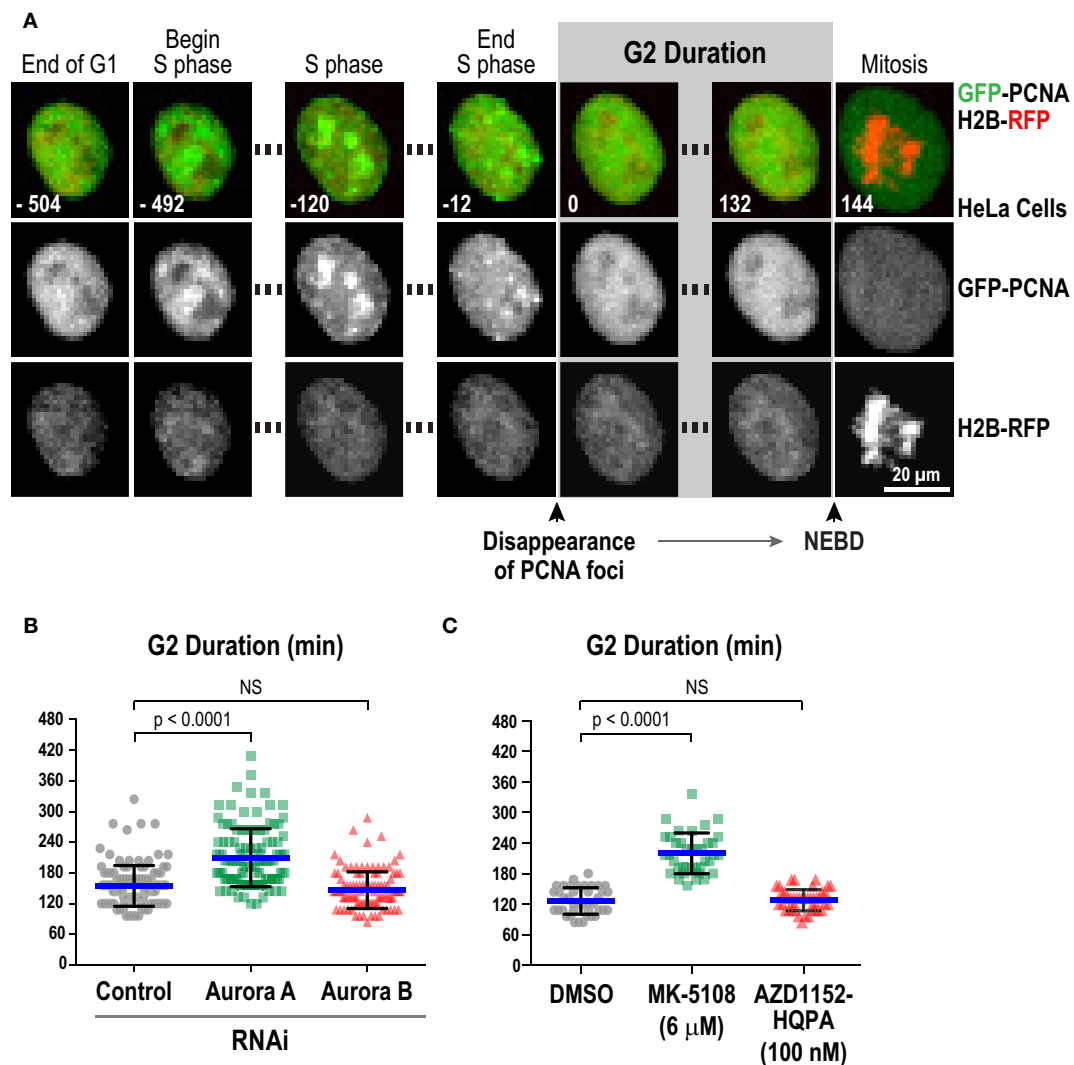 A
End of G1
Begin
S phase
S phase
End
S phase
G2 Duration
Mitosis
GFP-PCNA
H2B-RFP
HeLa Cells
- 504
- 492
-120
-12
0
132
144
GFP-PCNA
H2B-RFP
20 µm
Disappearance
of PCNA foci
NEBD
B
G2 Duration (min)
NS
p < 0.0001
480
420
360
300
240
180
120
60
0
Control
Aurora A
Aurora B
RNAi
C
G2 Duration (min)
NS
p < 0.0001
480
420
360
300
240
180
120
60
0
DMSO
MK-5108
(6 µM)
AZD1152-
HQPA
(100 nM)